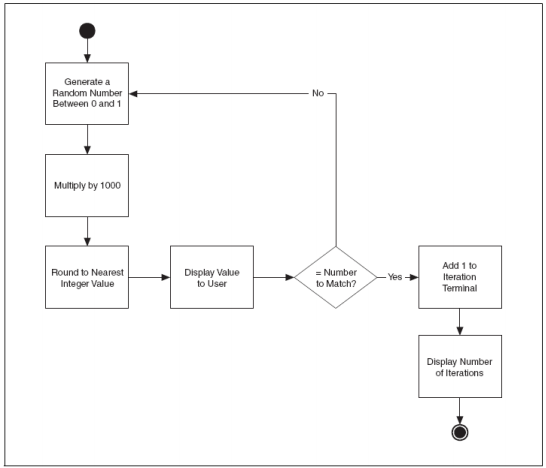 Generate a
Random Number
Between 0 and 1
No
Multiply by 1000
Round to Nearest
Integer Value
Display Value
to User
= Number
to Match?
Yes
Add 1 to
Iteration
Terminal
Display Number
of Iterations